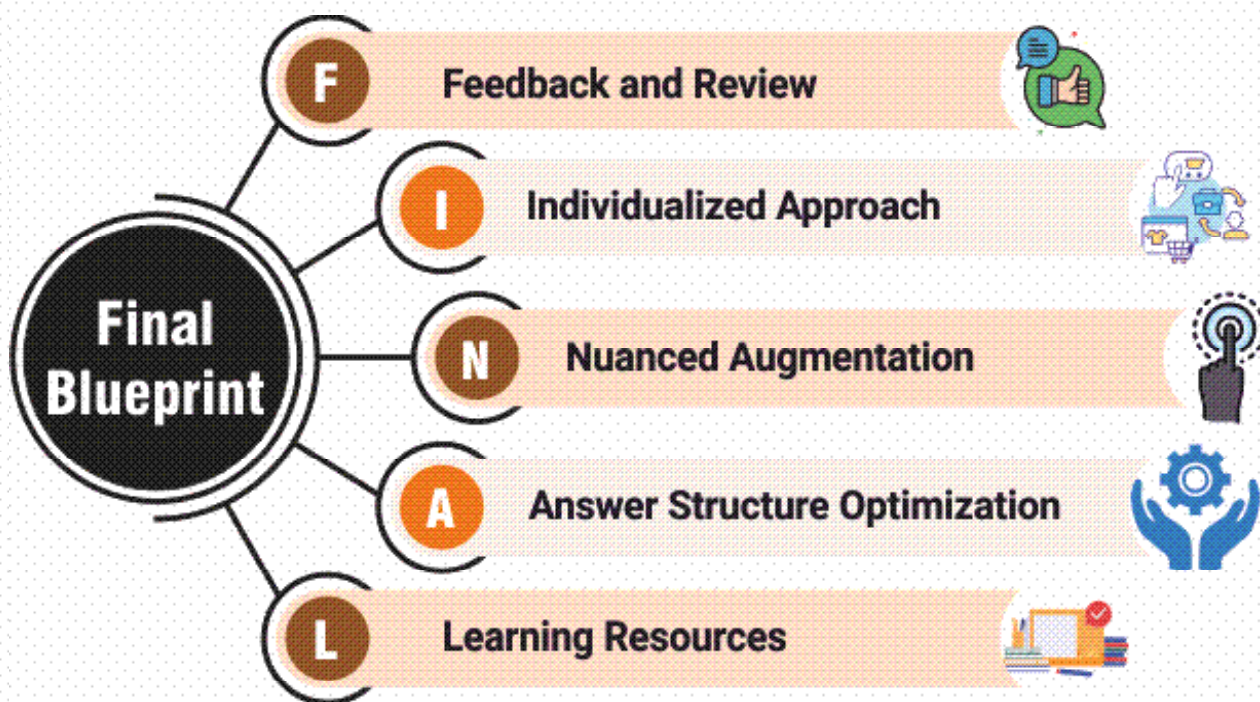 Final
Blueprint
F
Feedback and Review
I
Individualized Approach
N
Nuanced Augmentation
A
Answer Structure Optimization
L
Learning Resources